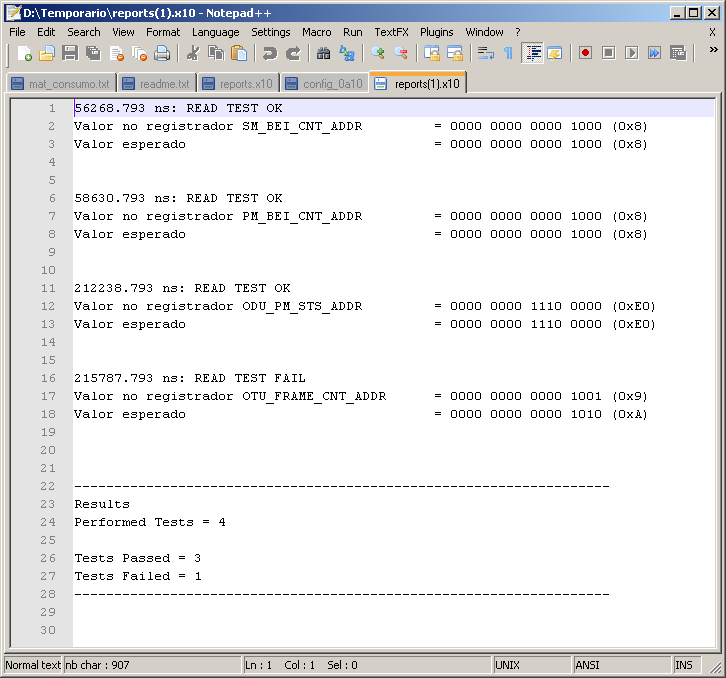 D:\Temporario\reports(1).x10 - Notepad++
File Edit Search View Format Language Settings Macro Run TextFX Plugins Window ? X
mat_consumo.txt readme.txt reports.x10 config_0a10 reports(1).x10
1 56268.793 ns: READ TEST OK
2 Valor no registrador SM_BEI_CNT_ADDR = 0000 0000 0000 1000 (0x8)
3 Valor esperado = 0000 0000 0000 1000 (0x8)
4
5
6 58630.793 ns: READ TEST OK
7 Valor no registrador PM_BEI_CNT_ADDR = 0000 0000 0000 1000 (0x8)
8 Valor esperado = 0000 0000 0000 1000 (0x8)
9
10
11 212238.793 ns: READ TEST OK
12 Valor no registrador ODU_PM_STS_ADDR = 0000 0000 1110 0000 (0xE0)
13 Valor esperado = 0000 0000 1110 0000 (0xE0)
14
15
16 215787.793 ns: READ TEST FAIL
17 Valor no registrador OTU_FRAME_CNT_ADDR = 0000 0000 0000 1001 (0x9)
18 Valor esperado = 0000 0000 0000 1010 (0xA)
19
20
21
22 -------------------------------------------------------------------
23 Results
24 Performed Tests = 4
25
26 Tests Passed = 3
27 Tests Failed = 1
28 -------------------------------------------------------------------
29
30
Normal text nb char : 907 Ln : 1 Col : 1 Sel : 0 UNIX ANSI INS